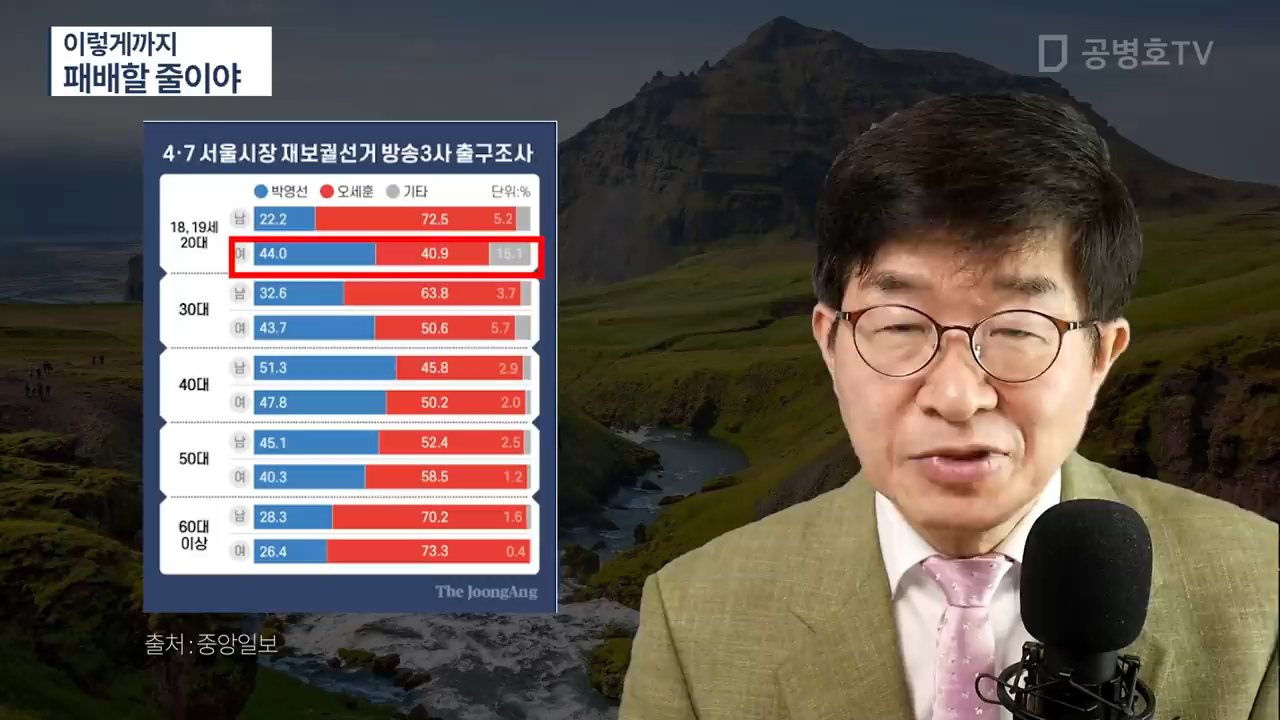 이렇게까지
패배할 줄이야
공병호TV
4·7 서울시장 재보궐선거 방송3사 출구조사
박영선 오세훈 기타 단위:%
18, 19세
20대
남 22.2 72.5 5.2
여 44.0 40.9 15.1
30대
남 32.6 63.8 3.7
여 43.7 50.6 5.7
40대
남 51.3 45.8 2.9
여 47.8 50.2 2.0
50대
남 45.1 52.4 2.5
여 40.3 58.5 1.2
60대
이상
남 28.3 70.2 1.6
여 26.4 73.3 0.4
The JoongAng
출처 : 중앙일보